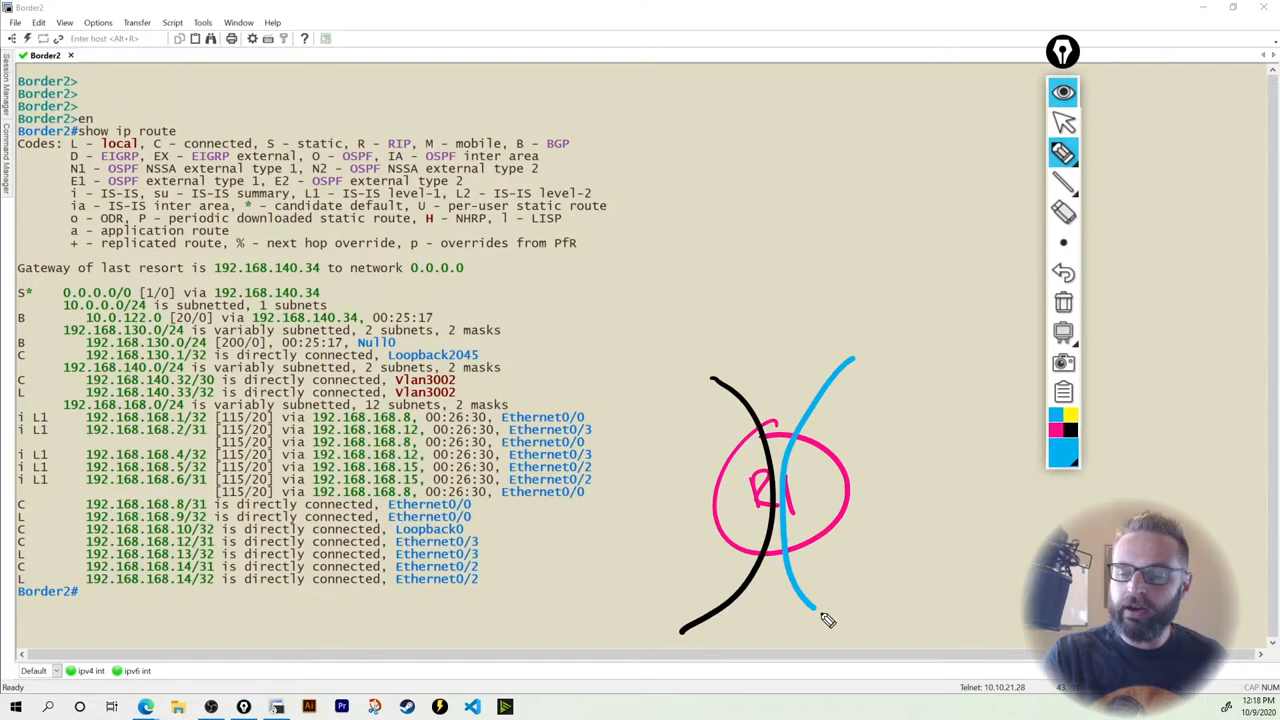 Border2
File Edit View Options Transfer Script Tools Window Help
Enter host <Alt+R>
Border2
Session Manager
Command Manager
Border2>
Border2>
Border2>
Border2>en
Border2#show ip route
Codes: L - local, C - connected, S - static, R - RIP, M - mobile, B - BGP
D - EIGRP, EX - EIGRP external, O - OSPF, IA - OSPF inter area
N1 - OSPF NSSA external type 1, N2 - OSPF NSSA external type 2
E1 - OSPF external type 1, E2 - OSPF external type 2
i - IS-IS, su - IS-IS summary, L1 - IS-IS level-1, L2 - IS-IS level-2
ia - IS-IS inter area, * - candidate default, U - per-user static route
o - ODR, P - periodic downloaded static route, H - NHRP, l - LISP
a - application route
+ - replicated route, % - next hop override, p - overrides from PfR
Gateway of last resort is 192.168.140.34 to network 0.0.0.0
S* 0.0.0.0/0 [1/0] via 192.168.140.34
10.0.0.0/24 is subnetted, 1 subnets
B 10.0.122.0 [20/0] via 192.168.140.34, 00:25:17
192.168.130.0/24 is variably subnetted, 2 subnets, 2 masks
B 192.168.130.0/24 [200/0], 00:25:17, Null0
C 192.168.130.1/32 is directly connected, Loopback2045
192.168.140.0/24 is variably subnetted, 2 subnets, 2 masks
C 192.168.140.32/30 is directly connected, Vlan3002
L 192.168.140.33/32 is directly connected, Vlan3002
192.168.168.0/24 is variably subnetted, 12 subnets, 2 masks
i L1 192.168.168.1/32 [115/20] via 192.168.168.8, 00:26:30, Ethernet0/0
i L1 192.168.168.2/31 [115/20] via 192.168.168.12, 00:26:30, Ethernet0/3
[115/20] via 192.168.168.8, 00:26:30, Ethernet0/0
i L1 192.168.168.4/32 [115/20] via 192.168.168.12, 00:26:30, Ethernet0/3
i L1 192.168.168.5/32 [115/20] via 192.168.168.15, 00:26:30, Ethernet0/2
i L1 192.168.168.6/31 [115/20] via 192.168.168.15, 00:26:30, Ethernet0/2
[115/20] via 192.168.168.8, 00:26:30, Ethernet0/0
C 192.168.168.8/31 is directly connected, Ethernet0/0
L 192.168.168.9/32 is directly connected, Ethernet0/0
C 192.168.168.10/32 is directly connected, Loopback0
C 192.168.168.12/31 is directly connected, Ethernet0/3
L 192.168.168.13/32 is directly connected, Ethernet0/3
C 192.168.168.14/31 is directly connected, Ethernet0/2
L 192.168.168.14/32 is directly connected, Ethernet0/2
Border2#
R1
Default ipv4 int ipv6 int
Ready Telnet: 10.10.21.28 CAP NUM
12:18 PM
10/9/2020